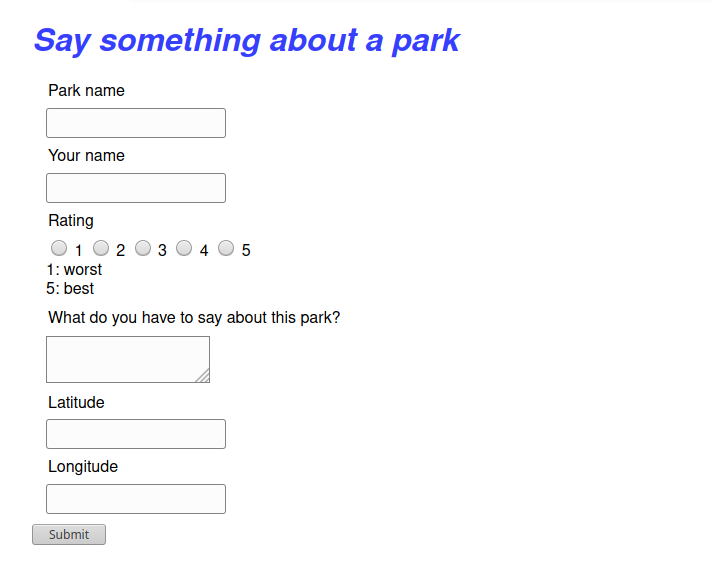 Say something about a park
Park name
Your name
Rating
1 2 3 4 5
1: worst
5: best
What do you have to say about this park?
Latitude
Longitude
Submit